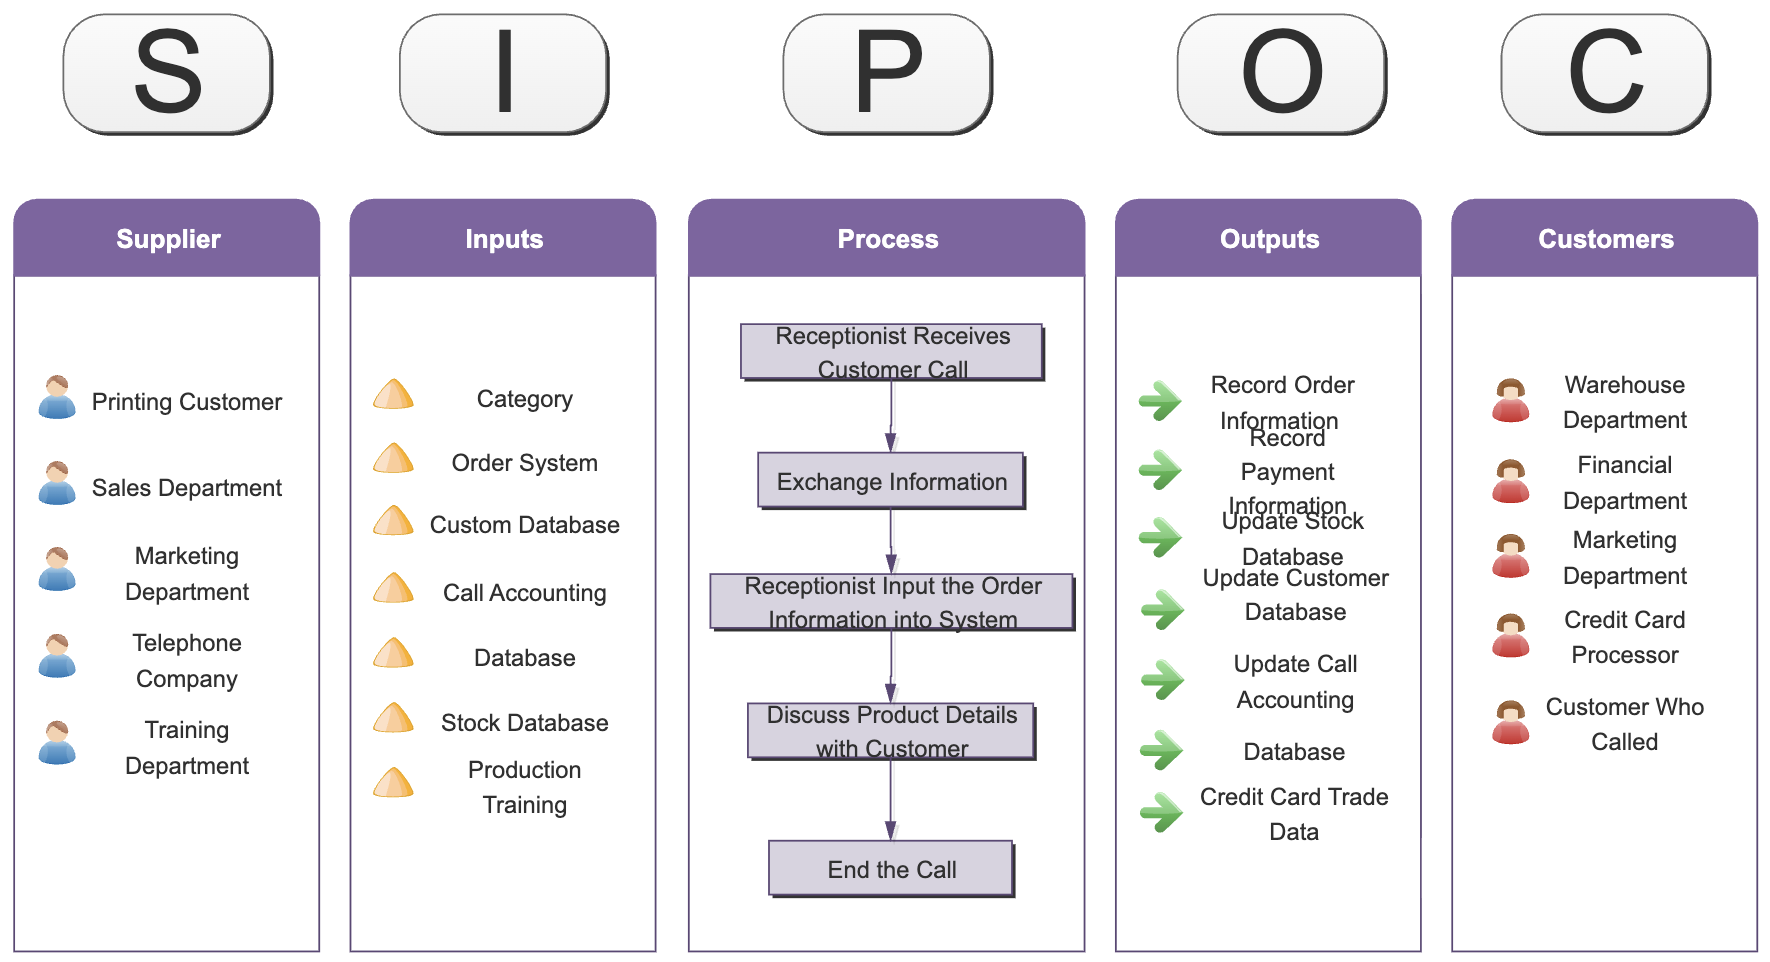 S
I
P
O
C
Supplier
Printing Customer
Sales Department
Marketing
Department
Telephone
Company
Training
Department
Inputs
Category
Order System
Custom Database
Call Accounting
Database
Stock Database
Production
Training
Process
Receptionist Receives
Customer Call
Exchange Information
Receptionist Input the Order
Information into System
Discuss Product Details
with Customer
End the Call
Outputs
Record Order
Information
Record
Payment
Information
Update Stock
Database
Update Customer
Database
Update Call
Accounting
Database
Credit Card Trade
Data
Customers
Warehouse
Department
Financial
Department
Marketing
Department
Credit Card
Processor
Customer Who
Called